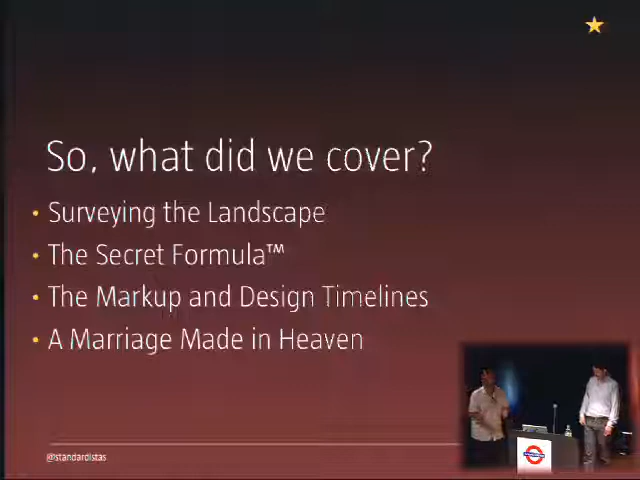 So, what did we cover?
• Surveying the Landscape
• The Secret Formula™
• The Markup and Design Timelines
• A Marriage Made in Heaven
@standardistas